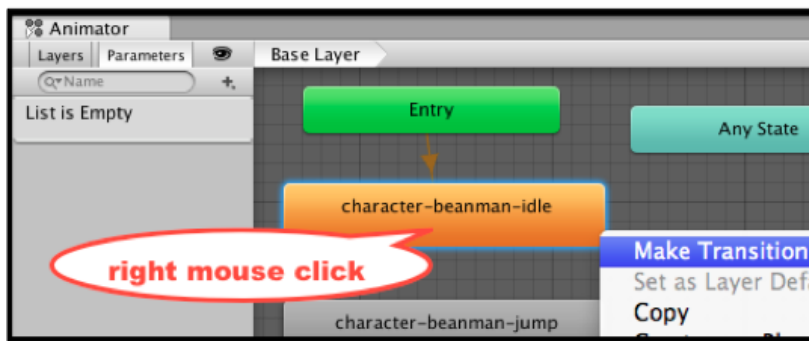 Animator
Layers Parameters
Base Layer
Name
List is Empty
Entry
Any State
character-beanman-idle
right mouse click
Make Transition
Set as Layer Def
Copy
character-beanman-jump